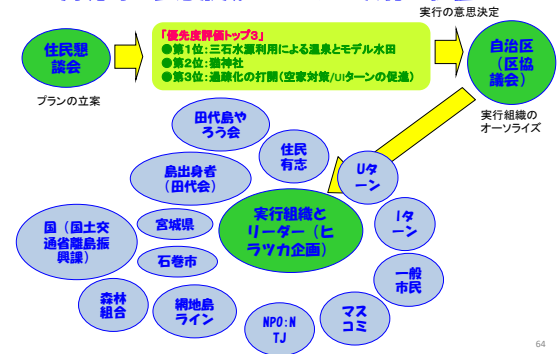 実行の意思決定
住民懇
談会
「優先度評価トップ３」
●第1位：三石水源利用による温泉とモデル水田
●第2位：猫神社
●第3位：過疎化の打開（空家対策/UIターンの促進）
自治区
（区協
議会）
プランの立案
実行組織の
オーソライズ
田代島や
ろう会
住民
有志
Uタ
ーン
島出身者
（田代会）
Iタ
ーン
国（国土交
通省離島振
興課）
宮城県
実行組織と
リーダー（ヒ
ラツカ企画）
石巻市
一般
市民
森林
組合
網地島
ライン
NPO:N
TJ
マス
コミ
64